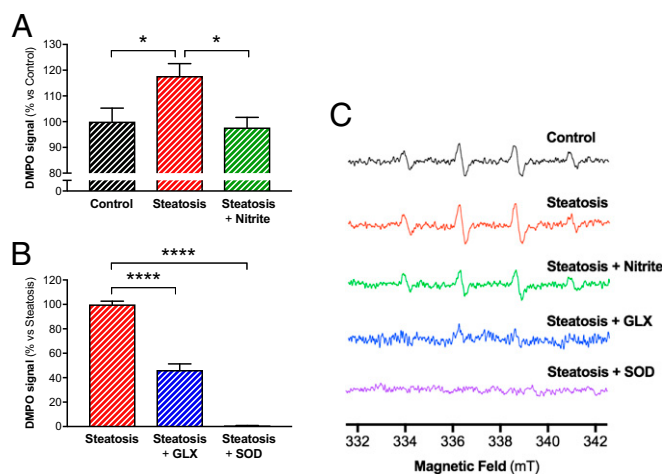 A
*
*
DMPO signal (% vs Control)
130
120
110
100
90
80
0
Control
Steatosis
Steatosis
+ Nitrite
B
****
****
DMPO signal (% vs Steatosis)
120
100
80
60
40
20
0
Steatosis
Steatosis
+ GLX
Steatosis
+ SOD
C
Control
Steatosis
Steatosis + Nitrite
Steatosis + GLX
Steatosis + SOD
332 334 336 338 340 342
Magnetic Feld (mT)